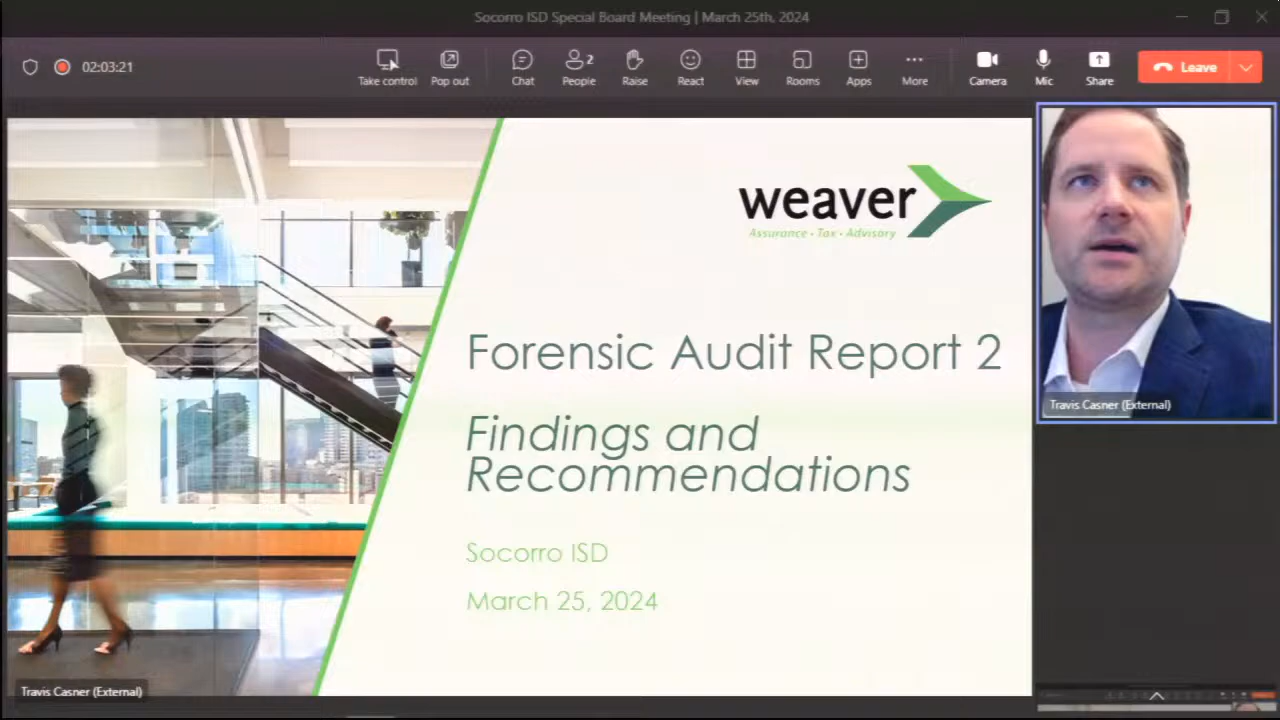 Socorro ISD Special Board Meeting | March 25th, 2024
02:03:21
Take control
Pop out
Chat
2
People
Raise
React
View
Rooms
Apps
More
Camera
Mic
Share
Leave
weaver
Assurance • Tax • Advisory
Forensic Audit Report 2
Findings and
Recommendations
Socorro ISD
March 25, 2024
Travis Casner (External)
Travis Casner (External)